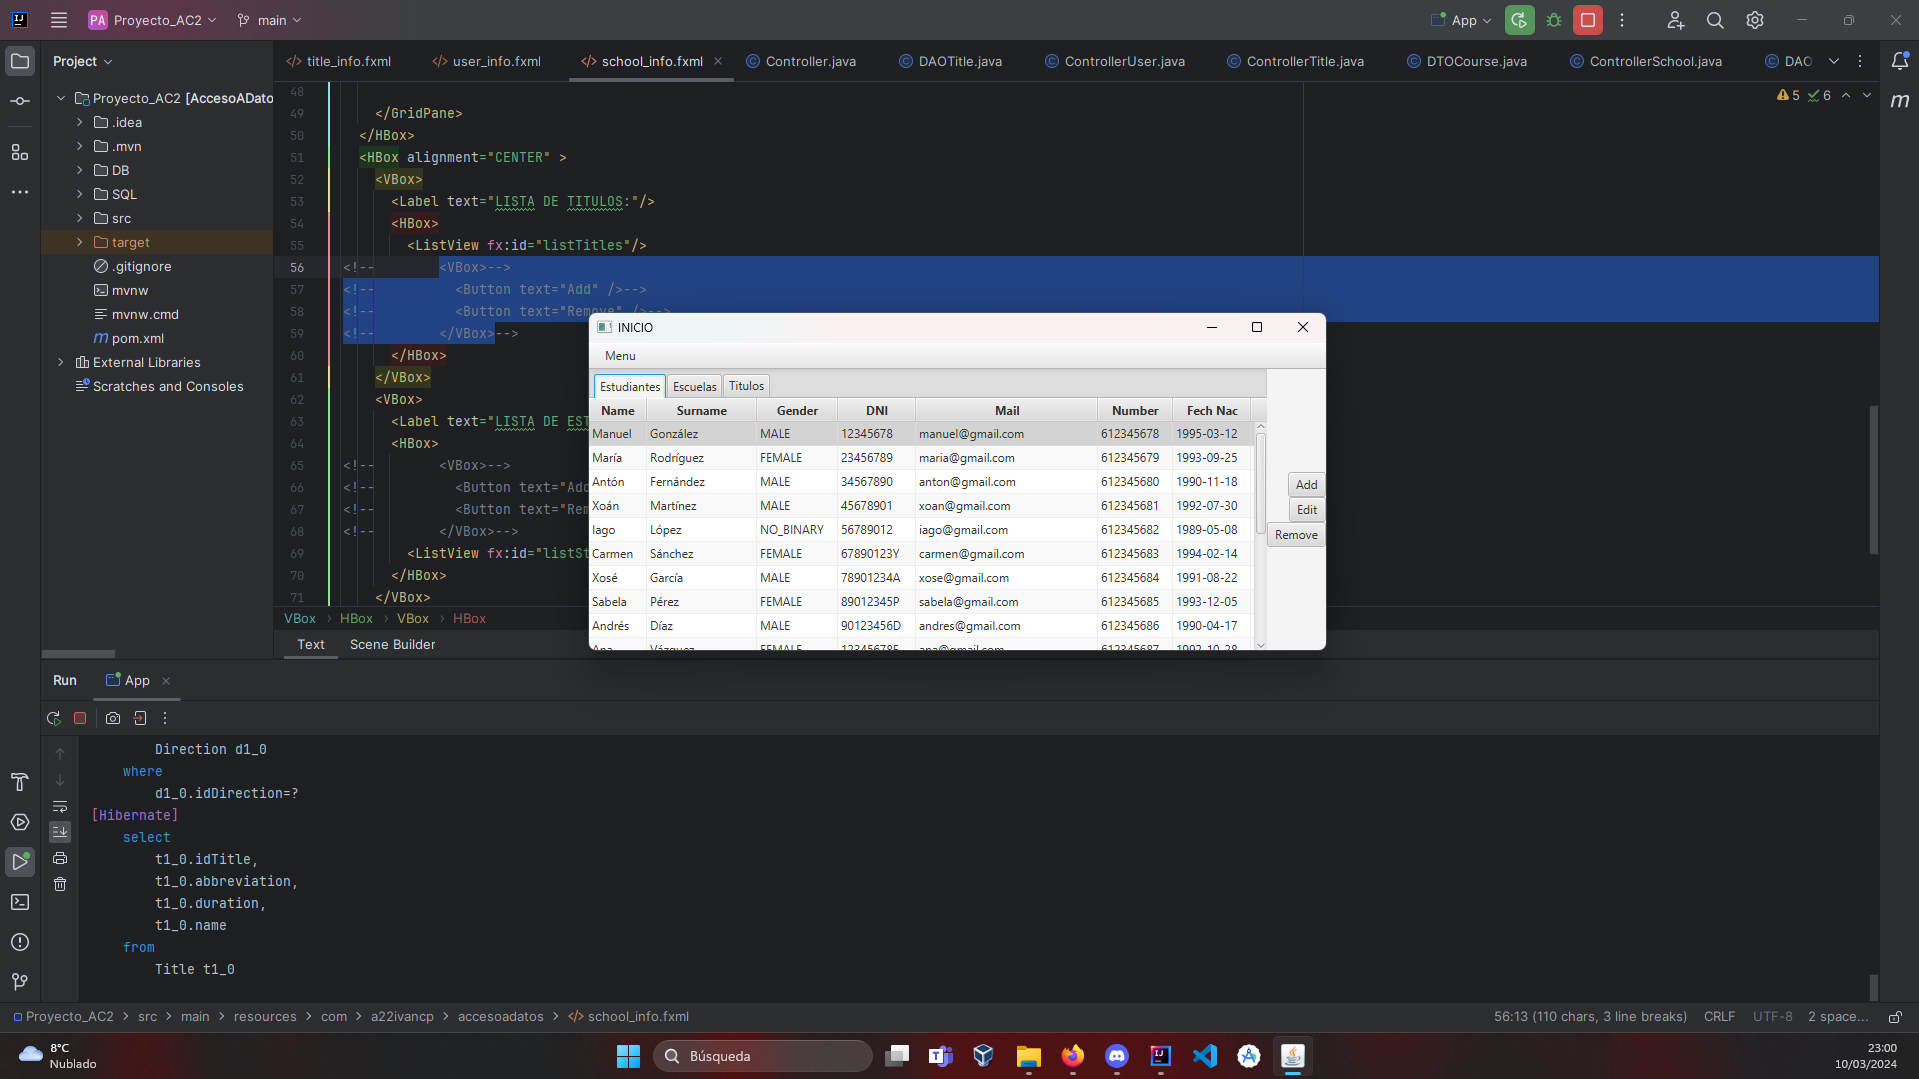 PA Proyecto_AC2 main App
Project
title_info.fxml user_info.fxml school_info.fxml Controller.java DAOTitle.java ControllerUser.java ControllerTitle.java DTOCourse.java ControllerSchool.java DAO
Proyecto_AC2 [AccesoADato
.idea
.mvn
DB
SQL
src
target
.gitignore
mvnw
mvnw.cmd
pom.xml
External Libraries
Scratches and Consoles
5 6
48
49 </GridPane>
50 </HBox>
51 <HBox alignment="CENTER" >
52 <VBox>
53 <Label text="LISTA DE TITULOS:"/>
54 <HBox>
55 <ListView fx:id="listTitles"/>
56 <!-- <VBox>-->
57 <!-- <Button text="Add" />-->
58 <!-- <Button text="Remove" />-->
59 <!-- </VBox>-->
60 </HBox>
61 </VBox>
62 <VBox>
63 <Label text="LISTA DE EST
64 <HBox>
65 <!-- <VBox>-->
66 <!-- <Button text="Add
67 <!-- <Button text="Rem
68 <!-- </VBox>-->
69 <ListView fx:id="listSt
70 </HBox>
71 </VBox>
VBox HBox VBox HBox
Text Scene Builder
INICIO
Menu
Estudiantes Escuelas Titulos
Name Surname Gender DNI Mail Number Fech Nac
Manuel González MALE 12345678 manuel@gmail.com 612345678 1995-03-12
María Rodríguez FEMALE 23456789 maria@gmail.com 612345679 1993-09-25
Antón Fernández MALE 34567890 anton@gmail.com 612345680 1990-11-18
Xoán Martínez MALE 45678901 xoan@gmail.com 612345681 1992-07-30
Iago López NO_BINARY 56789012 iago@gmail.com 612345682 1989-05-08
Carmen Sánchez FEMALE 67890123Y carmen@gmail.com 612345683 1994-02-14
Xosé García MALE 78901234A xose@gmail.com 612345684 1991-08-22
Sabela Pérez FEMALE 89012345P sabela@gmail.com 612345685 1993-12-05
Andrés Díaz MALE 90123456D andres@gmail.com 612345686 1990-04-17
Ana Vázquez FEMALE 12345678E ana@gmail.com 612345687 1992-10-28
Add
Edit
Remove
Run App
Direction d1_0
where
d1_0.idDirection=?
[Hibernate]
select
t1_0.idTitle,
t1_0.abbreviation,
t1_0.duration,
t1_0.name
from
Title t1_0
Proyecto_AC2 src main resources com a22ivancp accesoadatos school_info.fxml
56:13 (110 chars, 3 line breaks) CRLF UTF-8 2 space...
8°C
Nublado
Búsqueda
23:00
10/03/2024